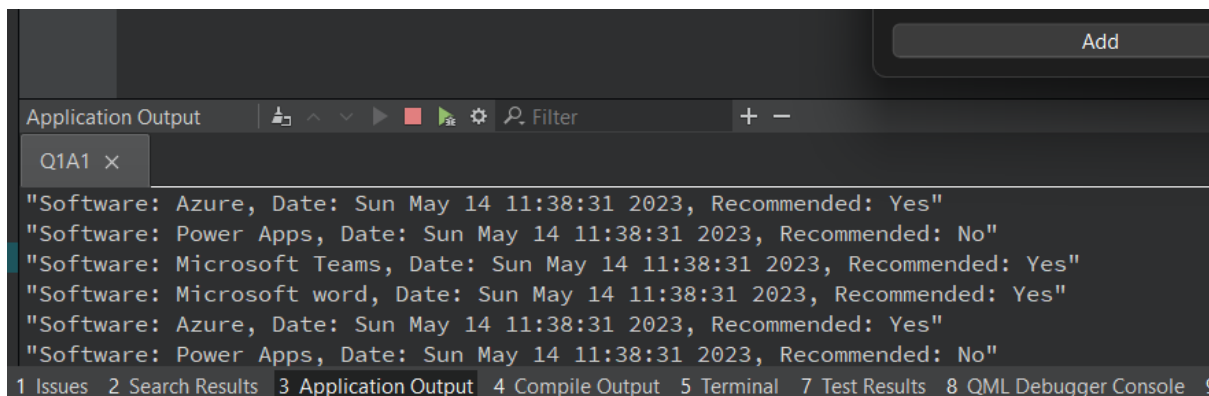 Add
Application Output Filter
Q1A1
"Software: Azure, Date: Sun May 14 11:38:31 2023, Recommended: Yes"
"Software: Power Apps, Date: Sun May 14 11:38:31 2023, Recommended: No"
"Software: Microsoft Teams, Date: Sun May 14 11:38:31 2023, Recommended: Yes"
"Software: Microsoft word, Date: Sun May 14 11:38:31 2023, Recommended: Yes"
"Software: Azure, Date: Sun May 14 11:38:31 2023, Recommended: Yes"
"Software: Power Apps, Date: Sun May 14 11:38:31 2023, Recommended: No"
1 Issues 2 Search Results 3 Application Output 4 Compile Output 5 Terminal 7 Test Results 8 QML Debugger Console